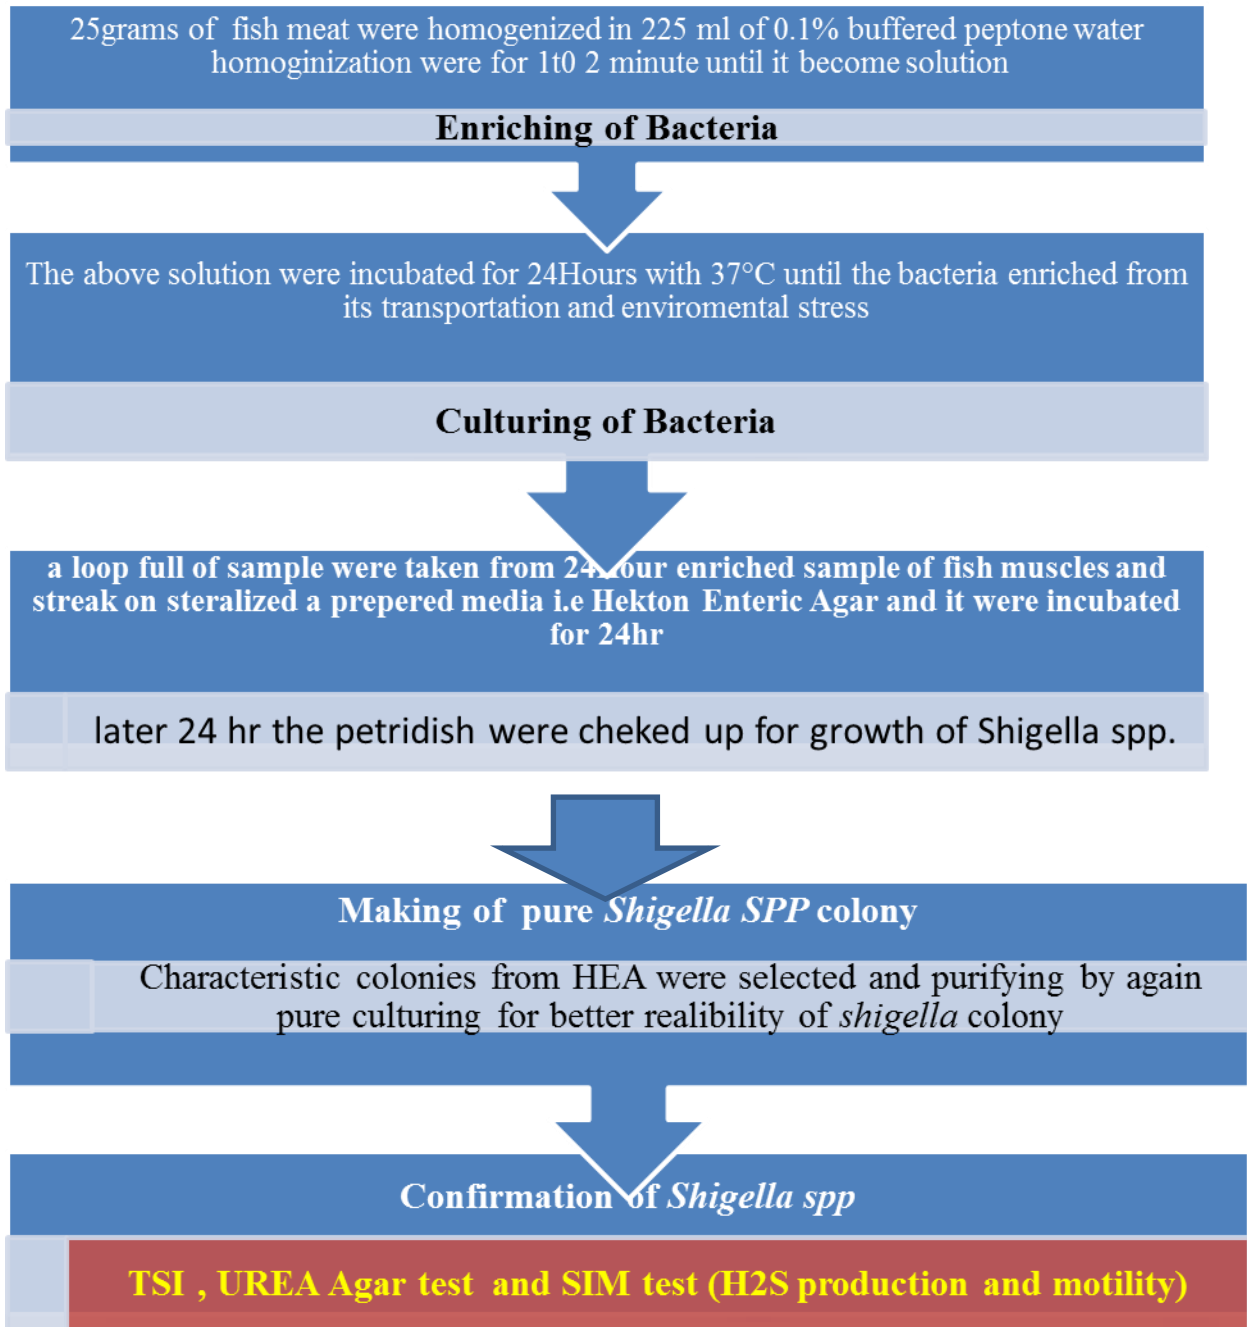 25grams of fish meat were homogenized in 225 ml of 0.1% buffered peptone water
homoginization were for 1t0 2 minute until it become solution
Enriching of Bacteria
The above solution were incubated for 24Hours with 37°C until the bacteria enriched from
its transportation and enviromental stress
Culturing of Bacteria
a loop full of sample were taken from 24Hour enriched sample of fish muscles and
streak on steralized a prepered media i.e Hekton Enteric Agar and it were incubated
for 24hr
later 24 hr the petridish were cheked up for growth of Shigella spp.
Making of pure Shigella SPP colony
Characteristic colonies from HEA were selected and purifying by again
pure culturing for better realibility of shigella colony
Confirmation of Shigella spp
TSI , UREA Agar test and SIM test (H2S production and motility)